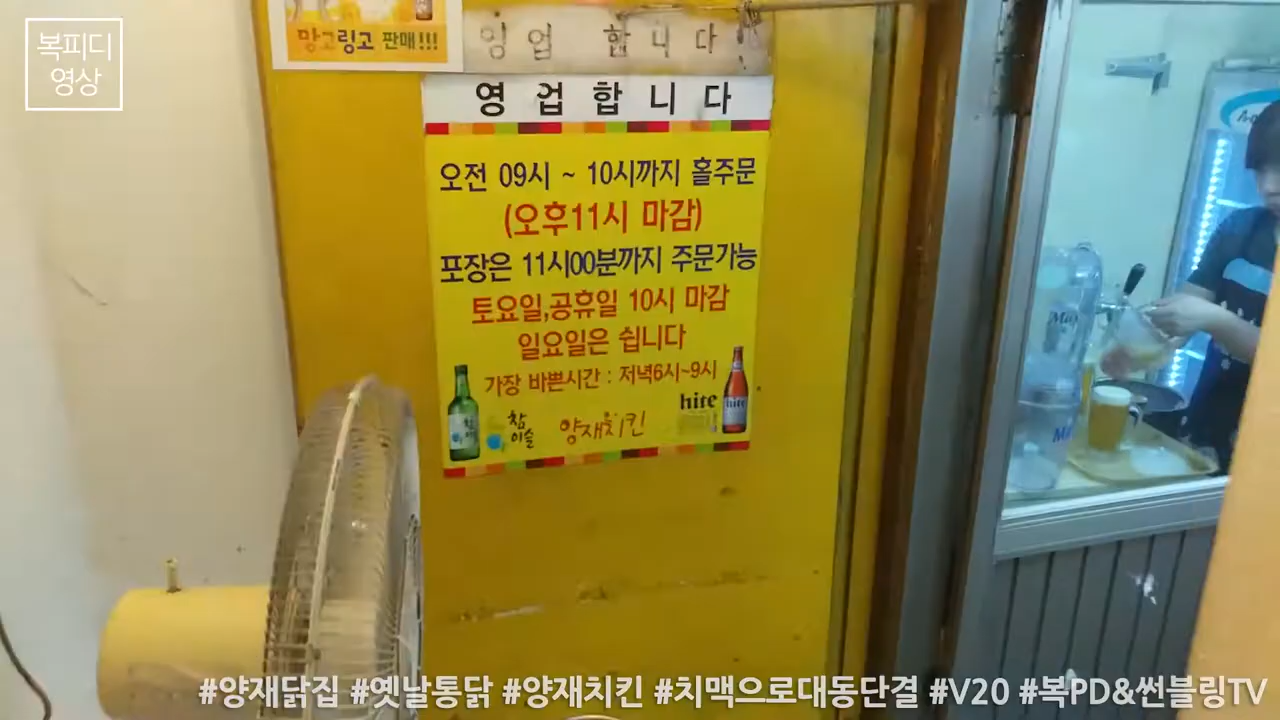 복피디
영상
망고링고 판매!!!
영업 합니다
영업합니다
오전 09시 ~ 10시까지 홀주문
(오후11시 마감)
포장은 11시00분까지 주문가능
토요일,공휴일 10시 마감
일요일은 쉽니다
가장 바쁜시간 : 저녁6시~9시
참이슬
양재치킨
hite
hite
Max
#양재닭집 #옛날통닭 #양재치킨 #치맥으로대동단결 #V20 #복PD&썬블링TV